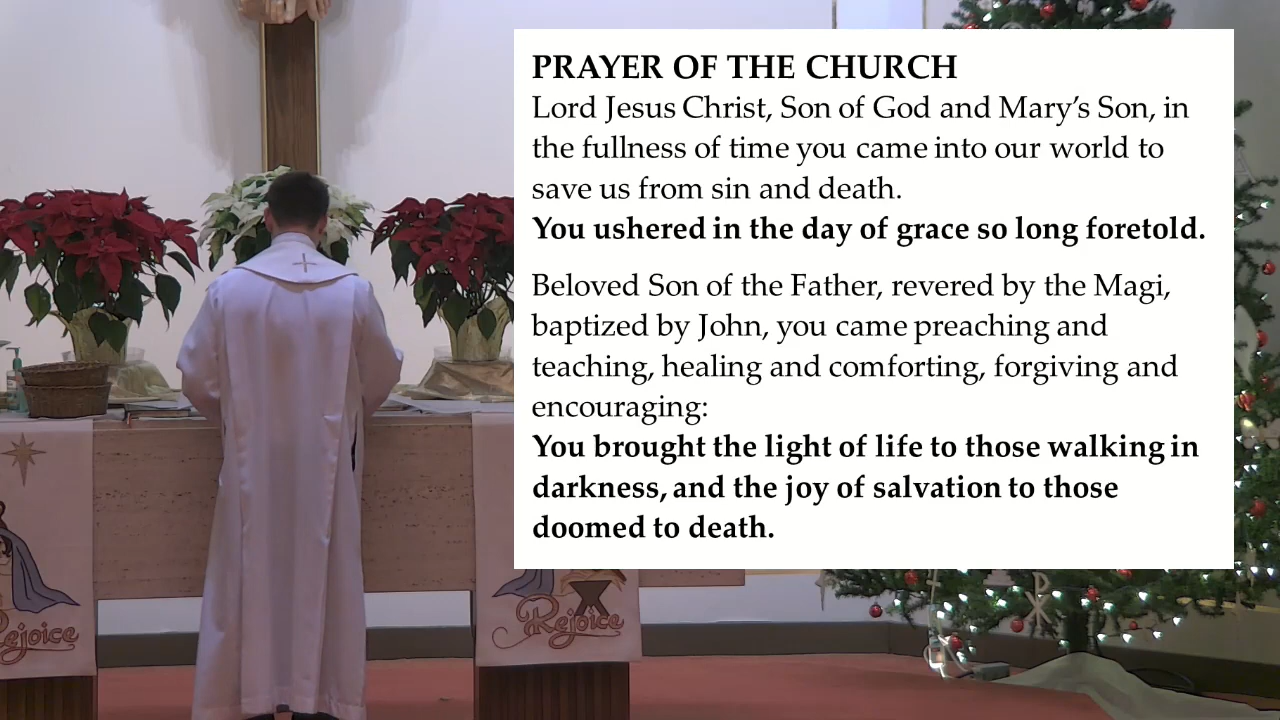 PRAYER OF THE CHURCH
Lord Jesus Christ, Son of God and Mary’s Son, in
the fullness of time you came into our world to
save us from sin and death.
You ushered in the day of grace so long foretold.
Beloved Son of the Father, revered by the Magi,
baptized by John, you came preaching and
teaching, healing and comforting, forgiving and
encouraging:
You brought the light of life to those walking in
darkness, and the joy of salvation to those
doomed to death.
Rejoice
Rejoice